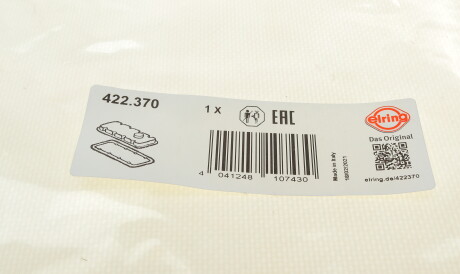 422.370
1 X
EAC
elring
Das Original
4 041248 107430
Made in Italy
elring.de/422370